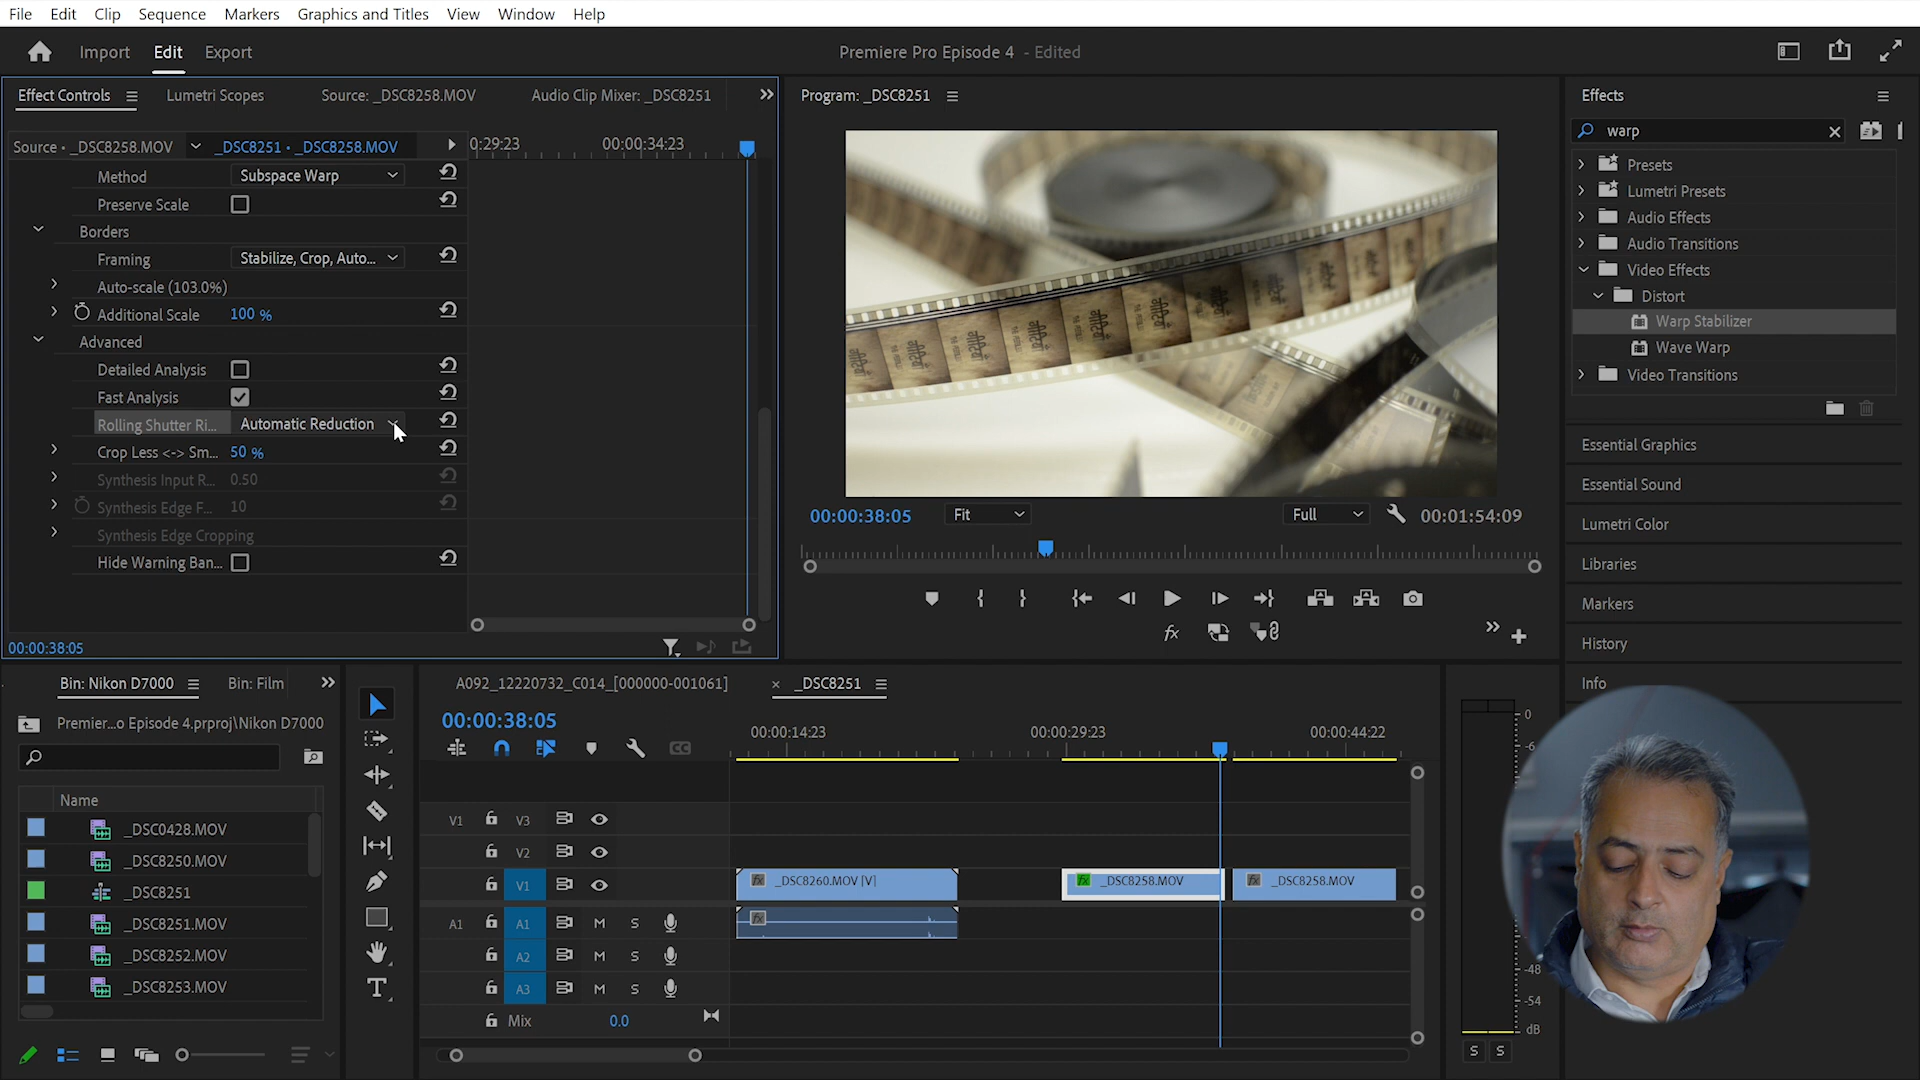 File Edit Clip Sequence Markers Graphics and Titles View Window Help
Import Edit Export
Premiere Pro Episode 4 - Edited
Effect Controls Lumetri Scopes Source: _DSC8258.MOV Audio Clip Mixer: _DSC8251
Source • _DSC8258.MOV _DSC8251 • _DSC8258.MOV
0:29:23 00:00:34:23
Method Subspace Warp
Preserve Scale
Borders
Framing Stabilize, Crop, Auto...
Auto-scale (103.0%)
Additional Scale 100 %
Advanced
Detailed Analysis
Fast Analysis
Rolling Shutter Ri... Automatic Reduction
Crop Less <-> Sm... 50 %
Synthesis Input R... 0.50
Synthesis Edge F... 10
Synthesis Edge Cropping
Hide Warning Ban...
00:00:38:05
Program: _DSC8251
00:00:38:05 Fit Full 00:01:54:09
fx
Effects
warp
Presets
Lumetri Presets
Audio Effects
Audio Transitions
Video Effects
Distort
Warp Stabilizer
Wave Warp
Video Transitions
Essential Graphics
Essential Sound
Lumetri Color
Libraries
Markers
History
Info
Bin: Nikon D7000 Bin: Film
Premier...o Episode 4.prproj\Nikon D7000
Name
_DSC0428.MOV
_DSC8250.MOV
_DSC8251
_DSC8251.MOV
_DSC8252.MOV
_DSC8253.MOV
A092_12220732_C014_[000000-001061] × _DSC8251
00:00:38:05
00:00:14:23 00:00:29:23 00:00:44:22
CC
V1 V3
V2
V1
fx _DSC8260.MOV [V] fx _DSC8258.MOV fx _DSC8258.MOV
A1 A1 M S
fx
A2 M S
A3 M S
Mix 0.0
0
-6
-48
-54
dB
S S